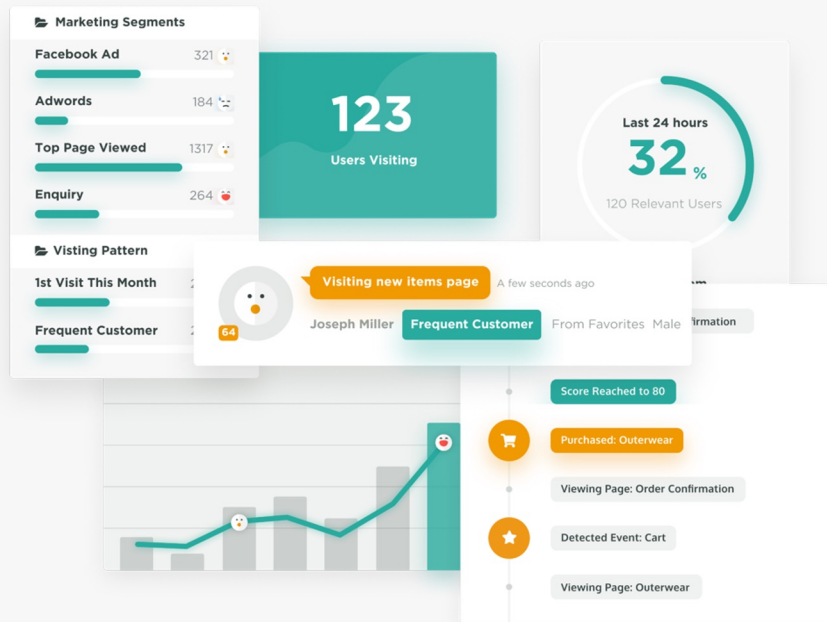 Marketing Segments
Facebook Ad 321
Adwords 184
Top Page Viewed 1317
Enquiry 264
Visting Pattern
1st Visit This Month
Frequent Customer
123
Users Visiting
Last 24 hours
32 %
120 Relevant Users
Visiting new items page A few seconds ago
64
Joseph Miller Frequent Customer From Favorites Male
Score Reached to 80
Purchased: Outerwear
Viewing Page: Order Confirmation
Detected Event: Cart
Viewing Page: Outerwear